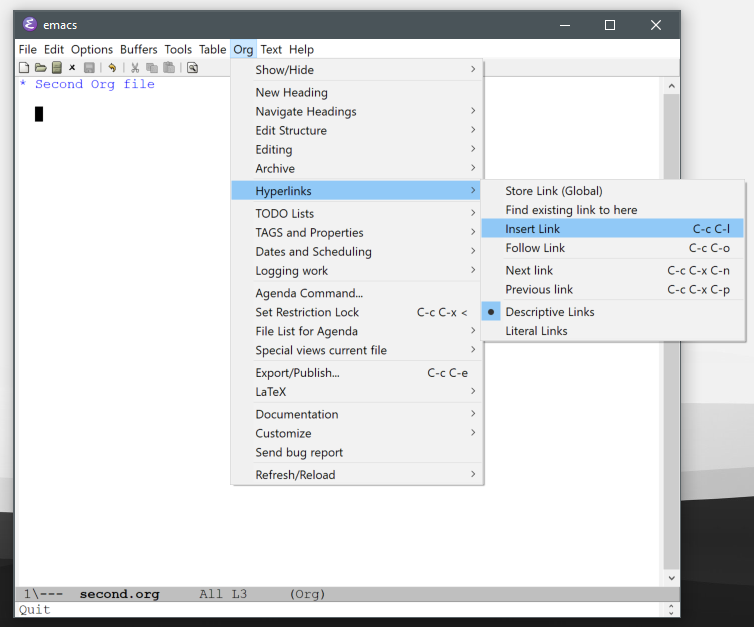 emacs
File Edit Options Buffers Tools Table Org Text Help
* Second Org file
Show/Hide
New Heading
Navigate Headings
Edit Structure
Editing
Archive
Hyperlinks
TODO Lists
TAGS and Properties
Dates and Scheduling
Logging work
Agenda Command...
Set Restriction Lock C-c C-x <
File List for Agenda
Special views current file
Export/Publish... C-c C-e
LaTeX
Documentation
Customize
Send bug report
Refresh/Reload
Store Link (Global)
Find existing link to here
Insert Link C-c C-l
Follow Link C-c C-o
Next link C-c C-x C-n
Previous link C-c C-x C-p
Descriptive Links
Literal Links
1\--- second.org All L3 (Org)
Quit